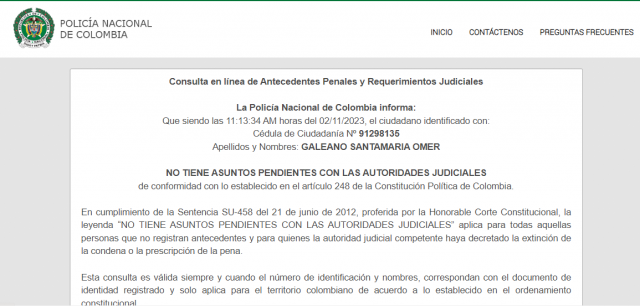 POLICÍA NACIONAL
DE COLOMBIA
INICIO CONTÁCTENOS PREGUNTAS FRECUENTES
Consulta en línea de Antecedentes Penales y Requerimientos Judiciales
La Policía Nacional de Colombia informa:
Que siendo las 11:13:34 AM horas del 02/11/2023, el ciudadano identificado con:
Cédula de Ciudadanía Nº 91298135
Apellidos y Nombres: GALEANO SANTAMARIA OMER
NO TIENE ASUNTOS PENDIENTES CON LAS AUTORIDADES JUDICIALES
de conformidad con lo establecido en el artículo 248 de la Constitución Política de Colombia.
En cumplimiento de la Sentencia SU-458 del 21 de junio de 2012, proferida por la Honorable Corte Constitucional, la
leyenda "NO TIENE ASUNTOS PENDIENTES CON LAS AUTORIDADES JUDICIALES" aplica para todas aquellas
personas que no registran antecedentes y para quienes la autoridad judicial competente haya decretado la extinción de
la condena o la prescripción de la pena.
Esta consulta es válida siempre y cuando el número de identificación y nombres, correspondan con el documento de
identidad registrado y solo aplica para el territorio colombiano de acuerdo a lo establecido en el ordenamiento
constitucional.